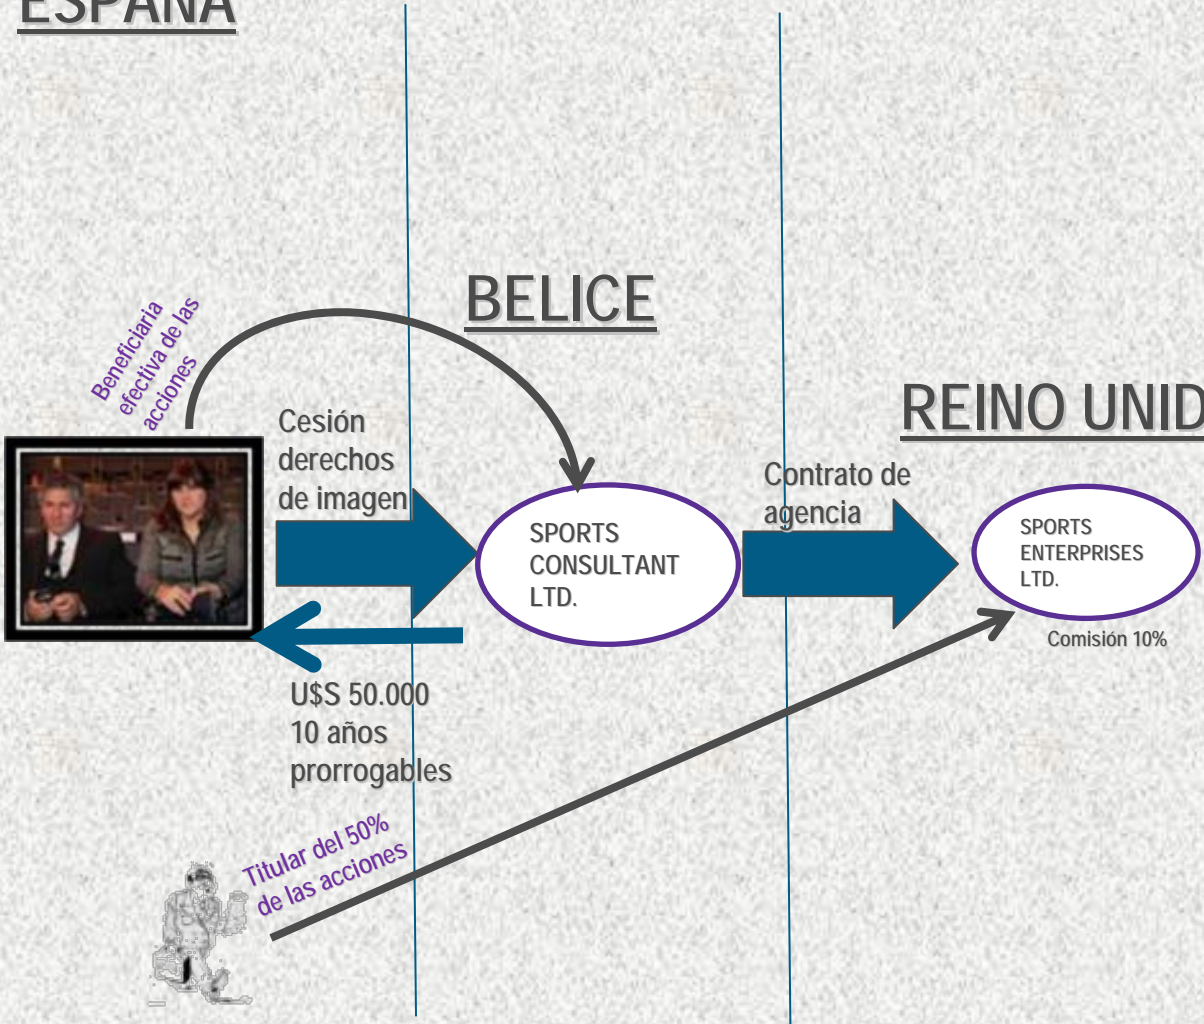 ESPAÑA
BELICE
REINO UNID
Beneficiaria
efectiva de las
acciones
Cesión
derechos
de imagen
SPORTS
CONSULTANT
LTD.
Contrato de
agencia
SPORTS
ENTERPRISES
LTD.
Comisión 10%
U$S 50.000
10 años
prorrogables
Titular del 50%
de las acciones